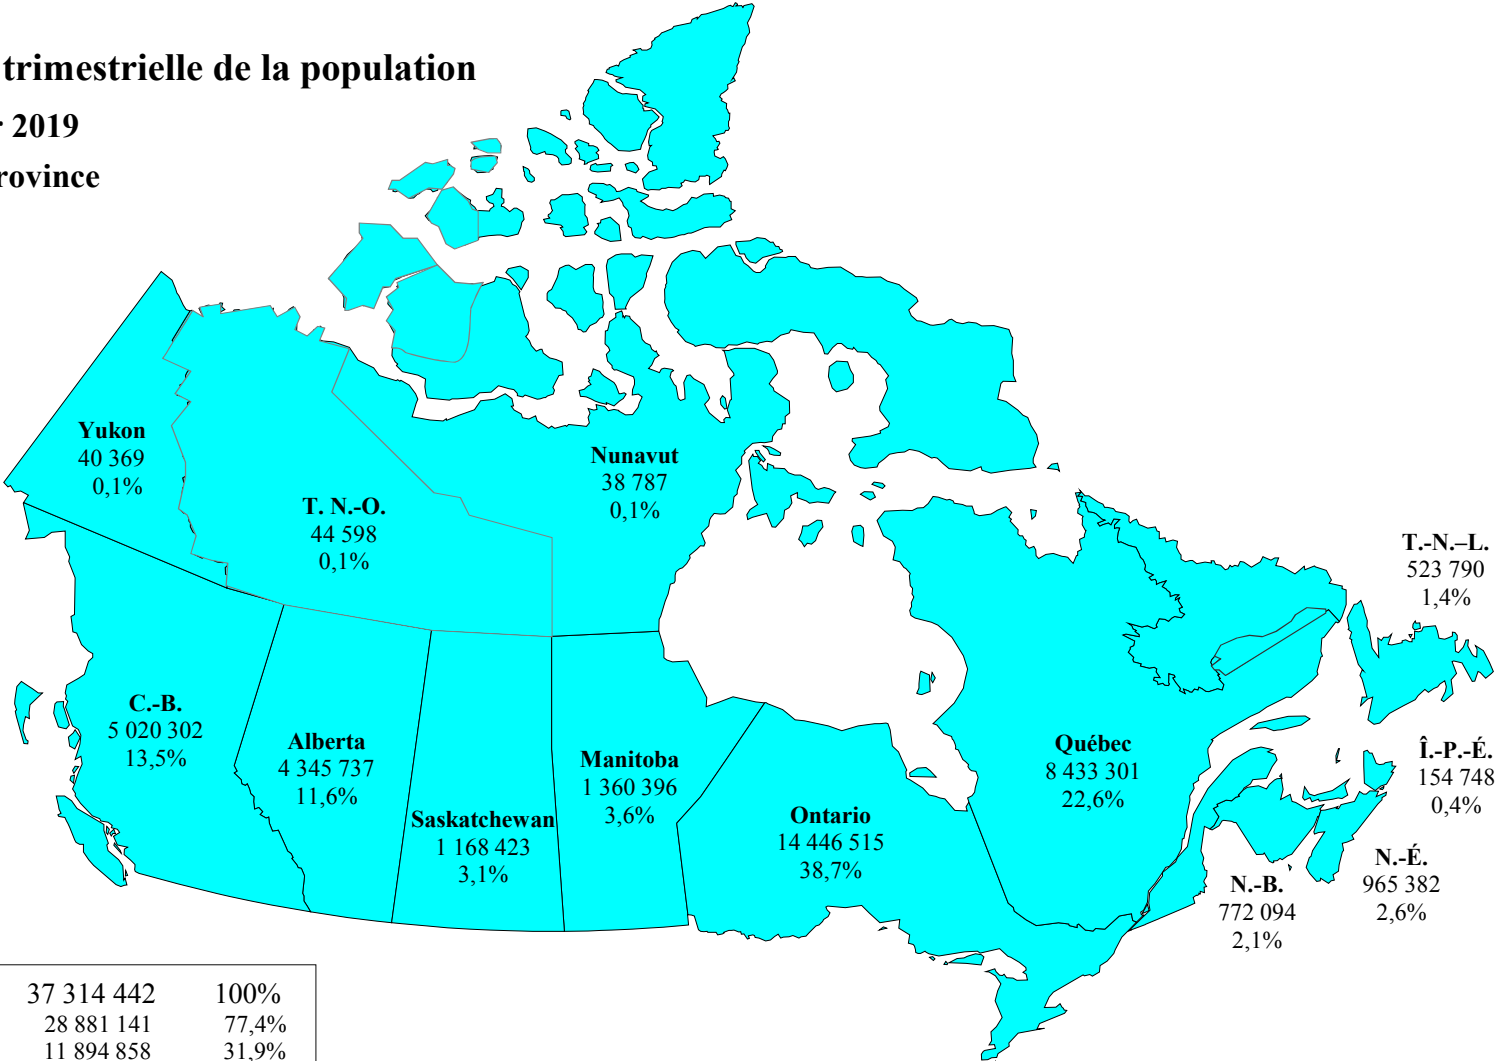 trimestrielle de la population
2019
Yukon
40 369
0,1%
T. N.-O.
44 598
0,1%
Nunavut
38 787
0,1%
T.-N.–L.
523 790
1,4%
C.-B.
5 020 302
13,5%
Alberta
4 345 737
11,6%
Saskatchewan
1 168 423
3,1%
Manitoba
1 360 396
3,6%
Ontario
14 446 515
38,7%
Québec
8 433 301
22,6%
Î.-P.-É.
154 748
0,4%
N.-É.
965 382
2,6%
N.-B.
772 094
2,1%
37 314 442 100%
28 881 141 77,4%
11 894 858 31,9%